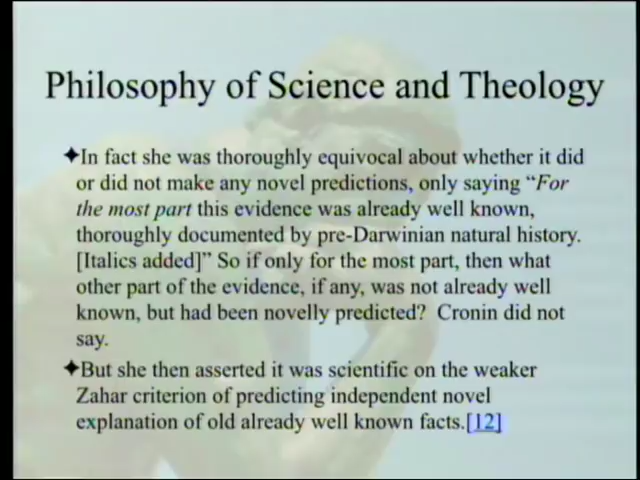 Philosophy of Science and Theology
✦In fact she was thoroughly equivocal about whether it did
or did not make any novel predictions, only saying “For
the most part this evidence was already well known,
thoroughly documented by pre-Darwinian natural history.
[Italics added]” So if only for the most part, then what
other part of the evidence, if any, was not already well
known, but had been novelly predicted? Cronin did not
say.
✦But she then asserted it was scientific on the weaker
Zahar criterion of predicting independent novel
explanation of old already well known facts.[12]